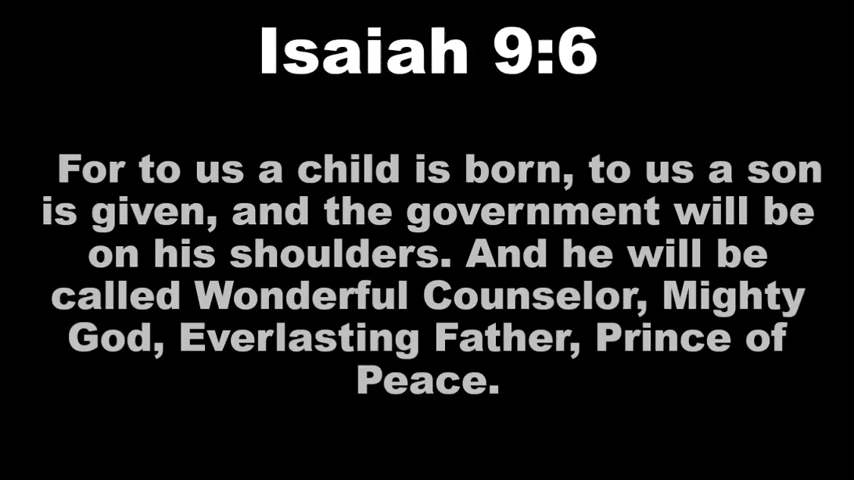 Isaiah 9:6
For to us a child is born, to us a son
is given, and the government will be
on his shoulders. And he will be
called Wonderful Counselor, Mighty
God, Everlasting Father, Prince of
Peace.